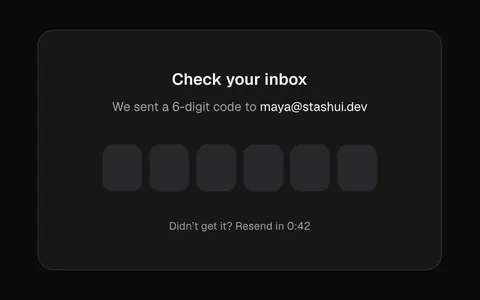 Check your inbox
We sent a 6-digit code to maya@stashui.dev
Didn't get it? Resend in 0:42